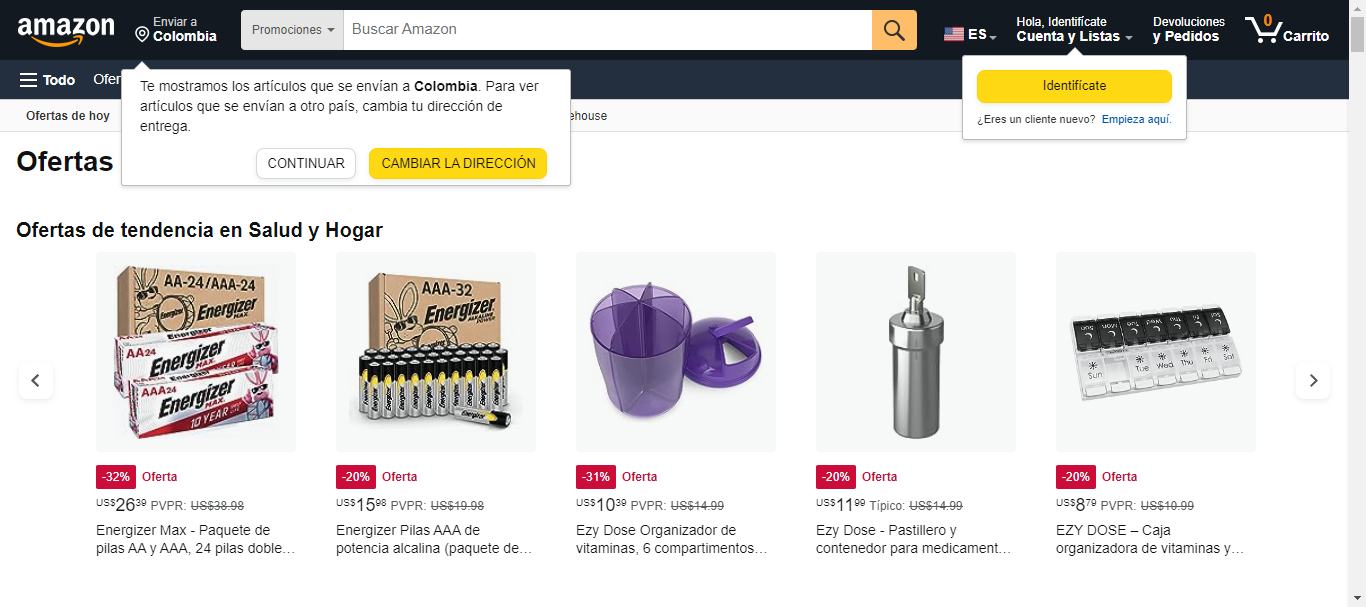 amazon
Enviar a
Colombia
Promociones
Buscar Amazon
ES
Hola, Identifícate
Cuenta y Listas
Devoluciones
y Pedidos
0
Carrito
Todo
Ofer
Te mostramos los artículos que se envían a Colombia. Para ver
artículos que se envían a otro país, cambia tu dirección de
entrega.
CONTINUAR
CAMBIAR LA DIRECCIÓN
Identifícate
¿Eres un cliente nuevo? Empieza aquí.
Ofertas de hoy
ehouse
Ofertas
Ofertas de tendencia en Salud y Hogar
AA-24/AAA-24
Energizer
MAX
AA24
Energizer
MAX
AAA24
Energizer
MAX
10 YEAR
AAA-32
Energizer
ALKALINE
POWER
Sun
Tue
Wed
Thu
Fri
Sat
-32% Oferta
US$26 39 PVPR: US$38.98
Energizer Max - Paquete de
pilas AA y AAA, 24 pilas doble…
-20% Oferta
US$15 98 PVPR: US$19.98
Energizer Pilas AAA de
potencia alcalina (paquete de…
-31% Oferta
US$10 39 PVPR: US$14.99
Ezy Dose Organizador de
vitaminas, 6 compartimentos…
-20% Oferta
US$11 99 Típico: US$14.99
Ezy Dose - Pastillero y
contenedor para medicament…
-20% Oferta
US$8 79 PVPR: US$10.99
EZY DOSE – Caja
organizadora de vitaminas y…